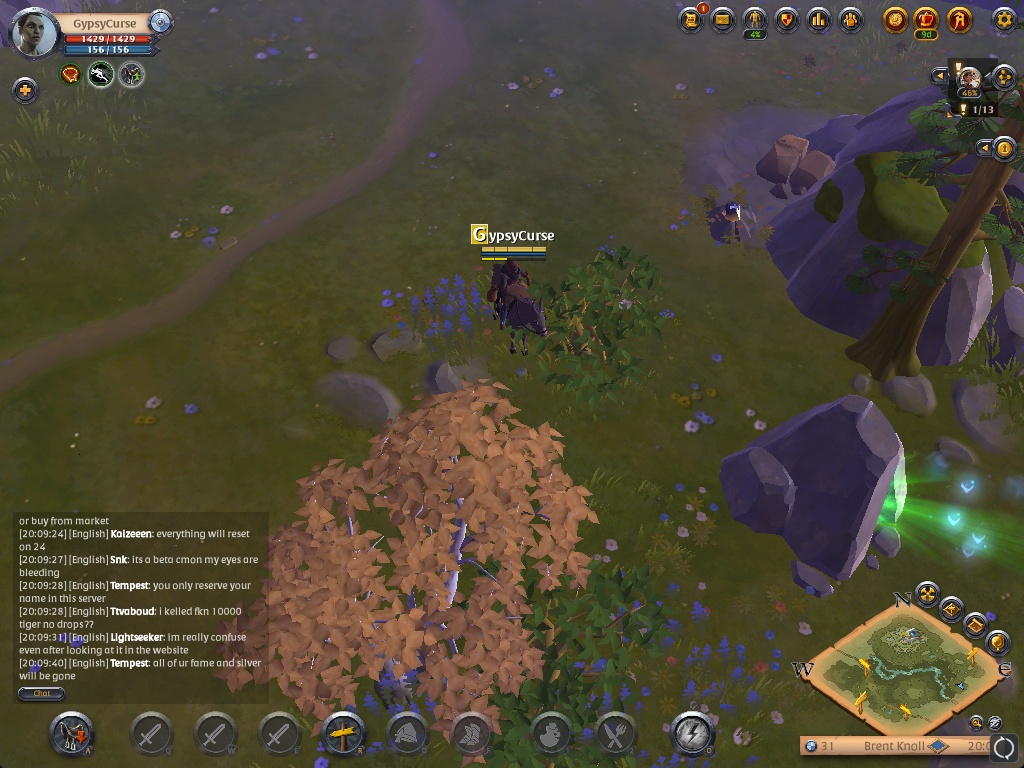 GypsyCurse
1429 / 1429
156 / 156
1
4%
9d
46%
1/13
GypsyCurse
or buy from market
[20:09:24] [English] Kaizeeen: everything will reset
on 24
[20:09:27] [English] Snk: its a beta cmon my eyes are
bleeding
[20:09:28] [English] Tempest: you only reserve your
name in this server
[20:09:28] [English] Ttvaboud: i kelled fkn 10000
tiger no drops??
[20:09:31] [English] Lightseeker: im really confuse
even after looking at it in the website
[20:09:40] [English] Tempest: all of ur fame and silver
will be gone
Chat
N
W
E
A
Q
W
E
R
D
F
2
O
31 Brent Knoll 20:0